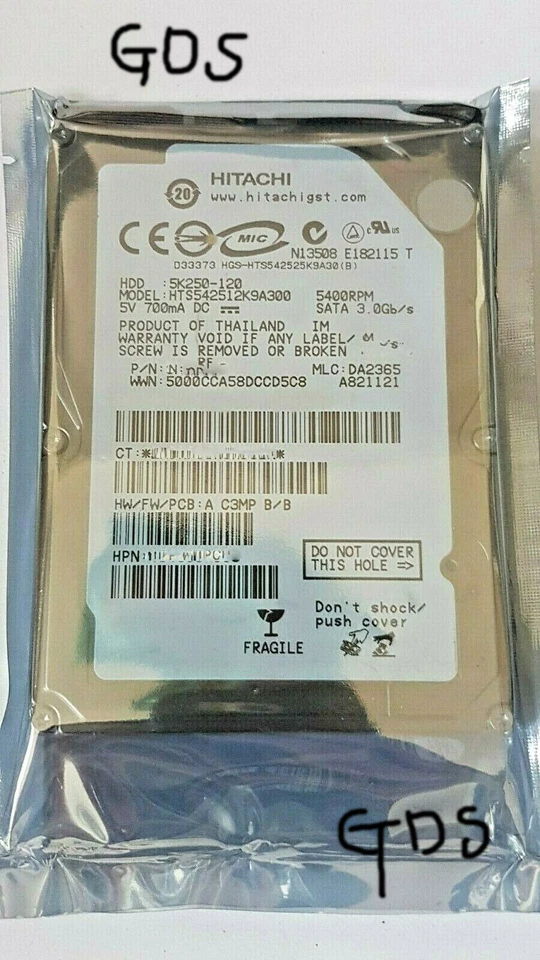 GDS
HITACHI
20 www.hitachigst.com
CE MIC c UL us
N13508 E182115 T
D33373 HGS-HTS542525K9A30(B)
HDD :5K250-120
MODEL:HTS542512K9A300 5400RPM
5V 700mA DC SATA 3.0Gb/s
PRODUCT OF THAILAND IM
WARRANTY VOID IF ANY LABEL/
SCREW IS REMOVED OR BROKEN
P/N: MLC:DA2365
WWN:5000CCA58DCCD5C8 A821121
CT:*
HW/FW/PCB:A C3MP B/B
HPN:
DO NOT COVER
THIS HOLE =>
Don't shock/
push cover
FRAGILE
GDS